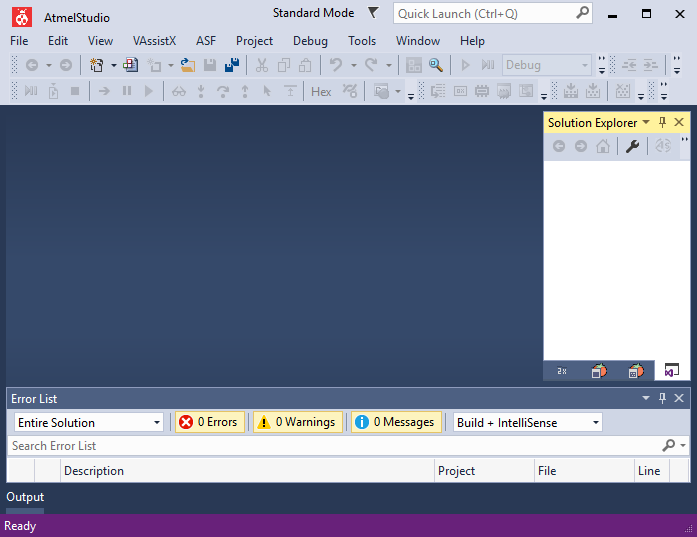 AtmelStudio
Standard Mode
Quick Launch (Ctrl+Q)
File Edit View VAssistX ASF Project Debug Tools Window Help
Debug
Hex
Solution Explorer
Error List
Entire Solution 0 Errors 0 Warnings 0 Messages Build + IntelliSense
Search Error List
Description Project File Line
Output
Ready